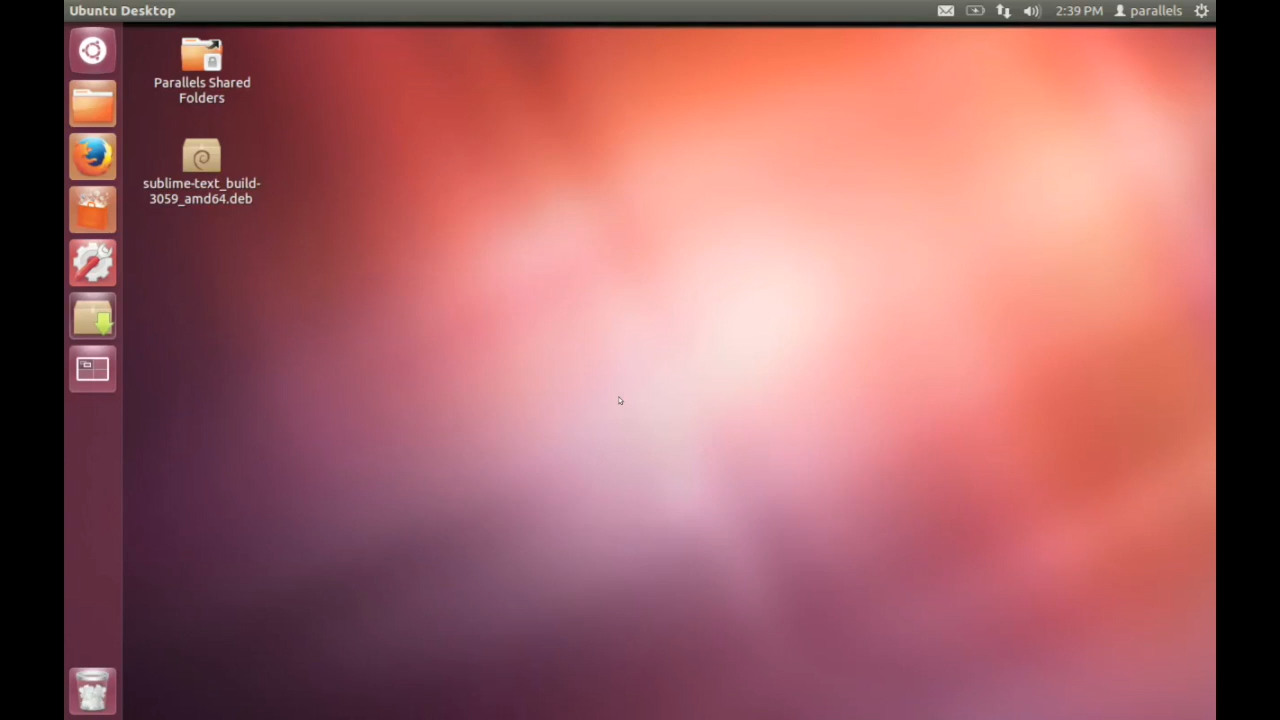 Ubuntu Desktop
2:39 PM
parallels
Parallels Shared
Folders
sublime-text_build-
3059_amd64.deb